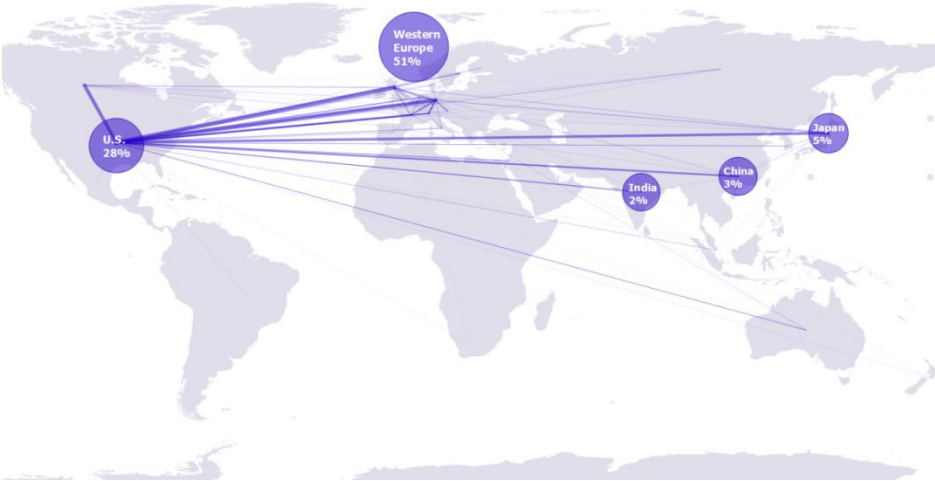 Western
Europe
51%
U.S.
28%
Japan
5%
China
3%
India
2%